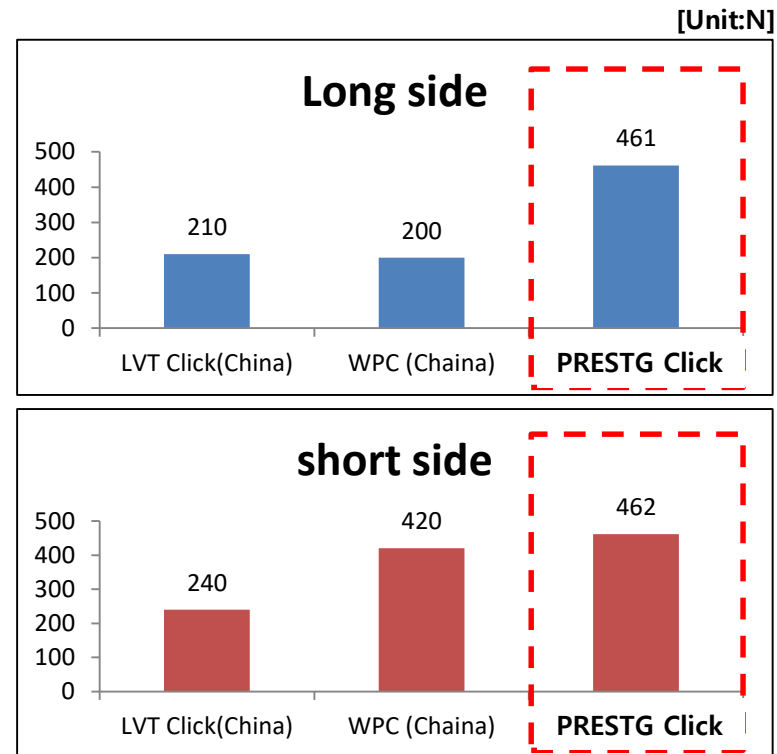 [Unit:N]
Long side
500
400
300
200
100
0
210
200
461
LVT Click(China)
WPC (Chaina)
PRESTG Click
short side
500
400
300
200
100
0
240
420
462
LVT Click(China)
WPC (Chaina)
PRESTG Click